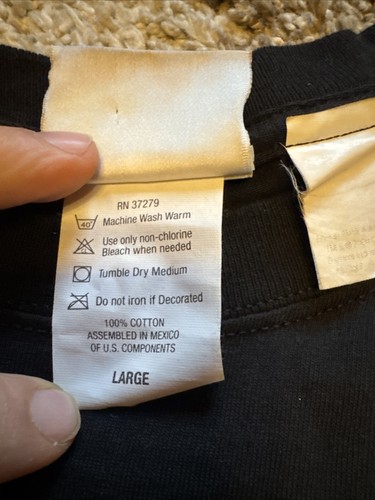 RN 37279
40°
Machine Wash Warm
Use only non-chlorine
Bleach when needed
Tumble Dry Medium
Do not iron if Decorated
100% COTTON
ASSEMBLED IN MEXICO
OF U.S. COMPONENTS
LARGE